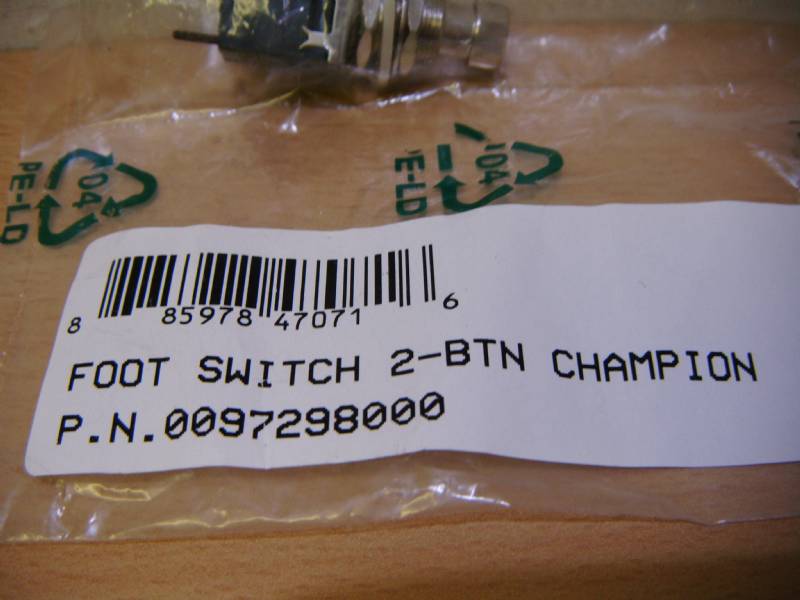 04
PE-LD
04
PE-LD
8 85978 47071 6
FOOT SWITCH 2-BTN CHAMPION
P.N.0097298000